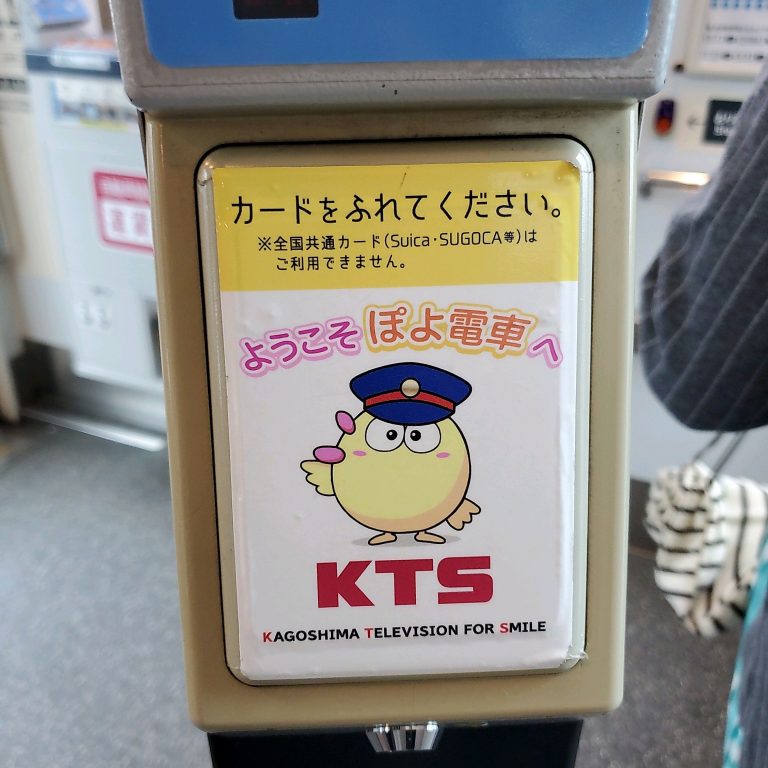 カードをふれてください。
※全国共通カード(Suica・SUGOCA等)は
ご利用できません。
ようこそ ぽよ電車へ
KTS
KAGOSHIMA TELEVISION FOR SMILE